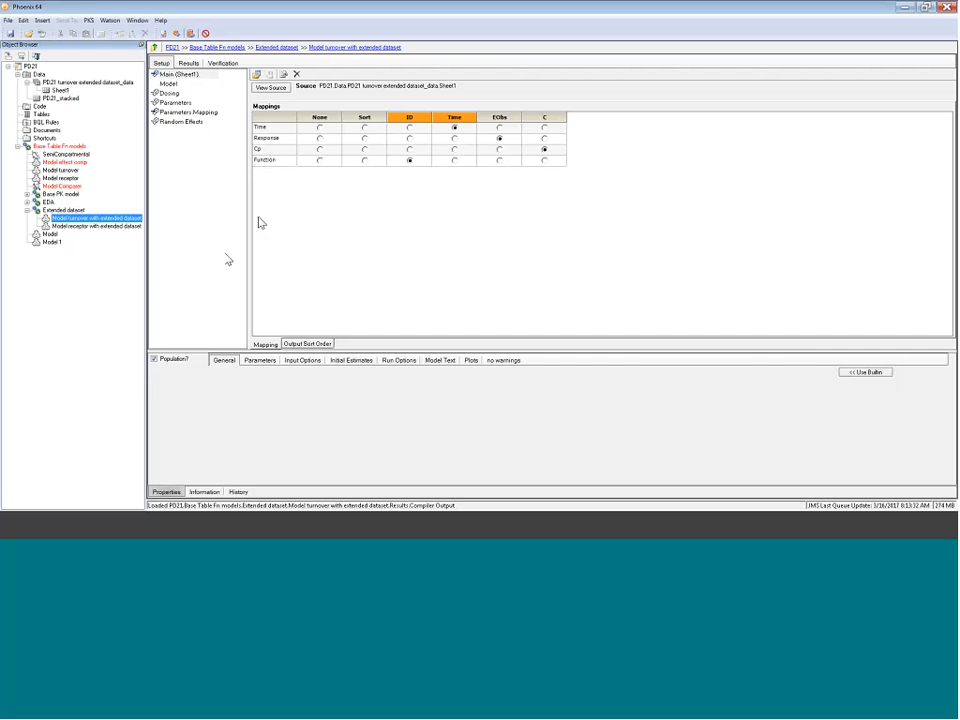 Phoenix 64
File Edit Insert Send To PKS Watson Window Help
Object Browser
PD21 >> Base Table Fn models >> Extended dataset >> Model turnover with extended dataset
PD21
Data
PD21 turnover extended dataset_data
Sheet1
PD21_stacked
Code
Tables
BQL Rules
Documents
Shortcuts
Base Table Fn models
SemiCompartmental
Model effect comp
Model turnover
Model receptor
Model Comparer
Base PK model
EDA
Extended dataset
Model turnover with extended dataset
Model receptor with extended dataset
Model
Model 1
Setup Results Verification
Main (Sheet1)
Model
Dosing
Parameters
Parameters.Mapping
Random Effects
View Source Source PD21.Data.PD21 turnover extended dataset_data.Sheet1
Mappings
None Sort ID Time EObs C
Time
Response
Cp
Function
Mapping Output Sort Order
Population? General Parameters Input Options Initial Estimates Run Options Model Text Plots no warnings
<< Use Builtin
Properties Information History
Loaded PD21.Base Table Fn models.Extended dataset.Model turnover with extended dataset.Results.Compiler Output
JMS Last Queue Update: 3/16/2017 8:13:32 AM 274 MB